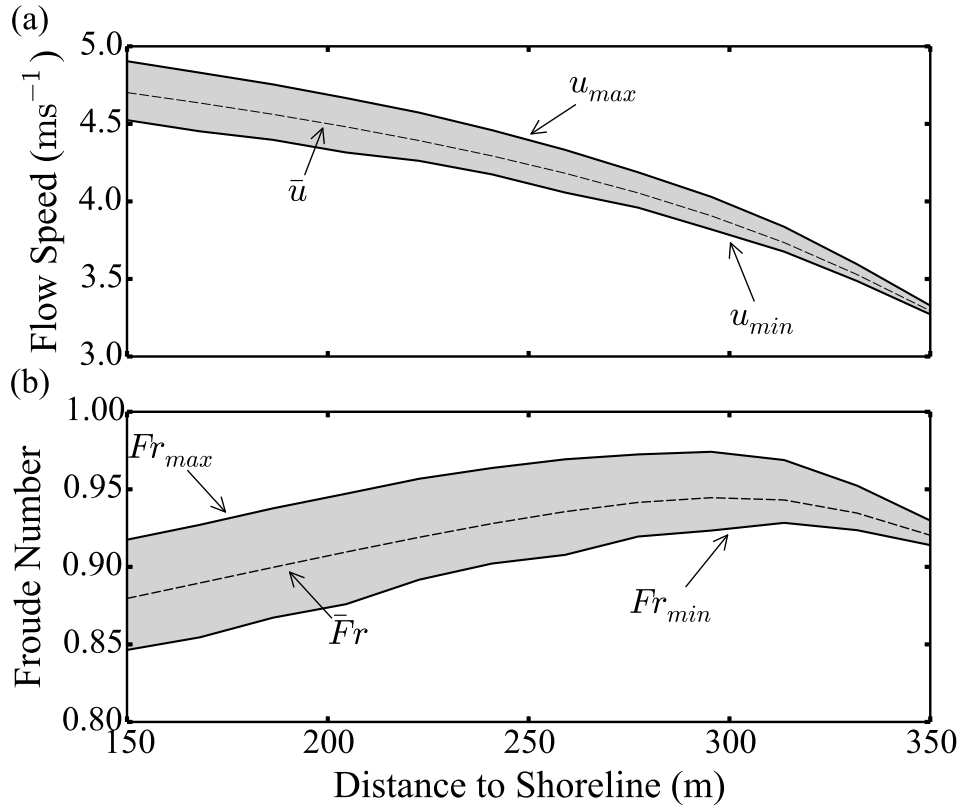 (a)
5.0
4.5
4.0
3.5
3.0
Flow Speed (ms⁻¹)
u_max
ū
u_min
(b)
1.00
0.95
0.90
0.85
0.80
Froude Number
Fr_max
F̄r
Fr_min
150 200 250 300 350
Distance to Shoreline (m)